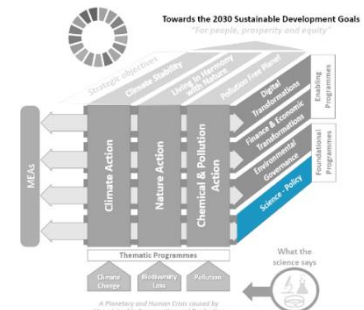 Towards the 2030 Sustainable Development Goals
"For people, prosperity and equity"
Strategic objectives
Climate Stability
Living in Harmony
with Nature
Pollution Free Planet
Digital
Transformations
Finance & Economic
Transformations
Environmental
Governance
Science - Policy
Enabling
Programmes
Foundational
Programmes
MEAs
Climate Action
Nature Action
Chemical & Pollution
Action
Thematic Programmes
Climate
Change
Biodiversity
Loss
Pollution
What the
science says
A Planetary and Human Crisis caused by